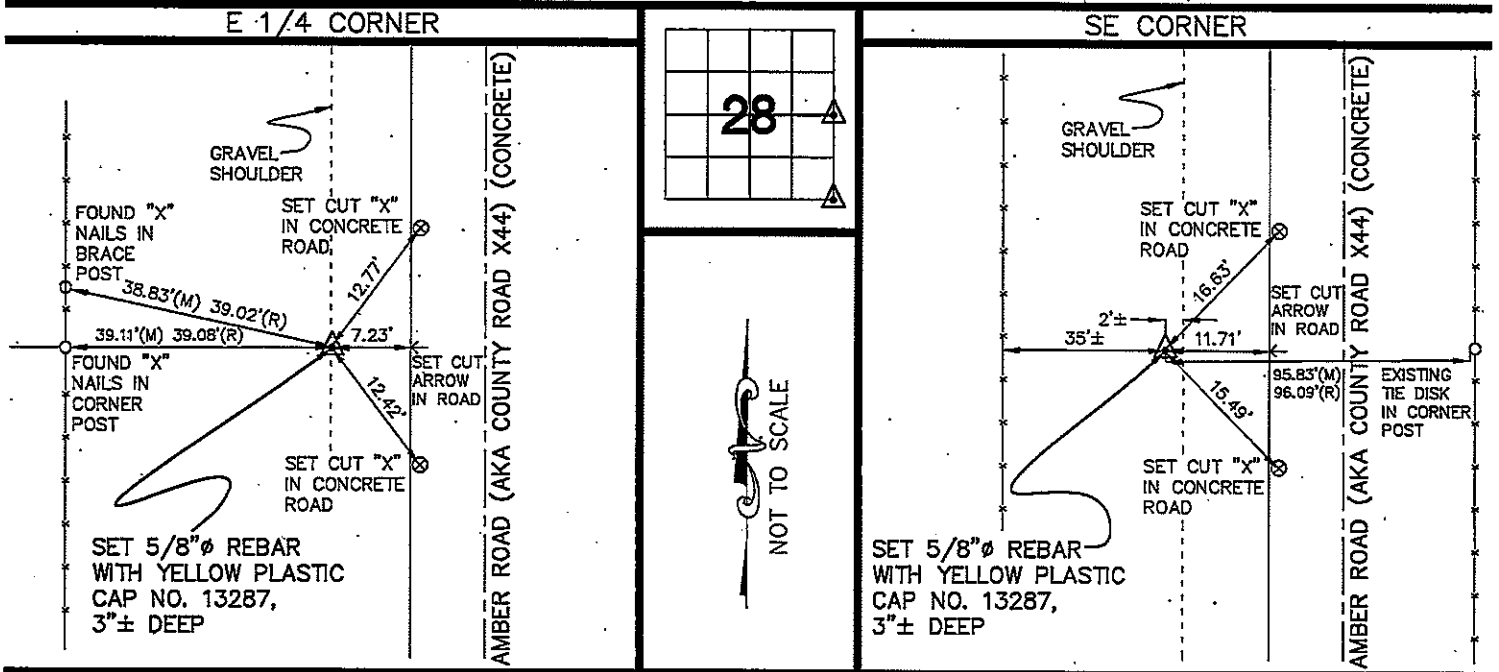 E 1/4 CORNER
GRAVEL
SHOULDER
FOUND "X"
NAILS IN
BRACE
POST
SET CUT "X"
IN CONCRETE
ROAD
12.77'
38.83'(M) 39.02'(R)
39.11'(M) 39.08'(R)
7.23'
FOUND "X"
NAILS IN
CORNER
POST
SET CUT
ARROW
IN ROAD
12.42'
SET CUT "X"
IN CONCRETE
ROAD
SET 5/8"ø REBAR
WITH YELLOW PLASTIC
CAP NO. 13287,
3"± DEEP
AMBER ROAD (AKA COUNTY ROAD X44) (CONCRETE)
28
NOT TO SCALE
SE CORNER
GRAVEL
SHOULDER
SET CUT "X"
IN CONCRETE
ROAD
16.63'
SET CUT
ARROW
IN ROAD
2'±
35'±
11.71'
95.83'(M)
96.09'(R)
EXISTING
TIE DISK
IN CORNER
POST
15.49'
SET CUT "X"
IN CONCRETE
ROAD
SET 5/8"ø REBAR
WITH YELLOW PLASTIC
CAP NO. 13287,
3"± DEEP
AMBER ROAD (AKA COUNTY ROAD X44) (CONCRETE)